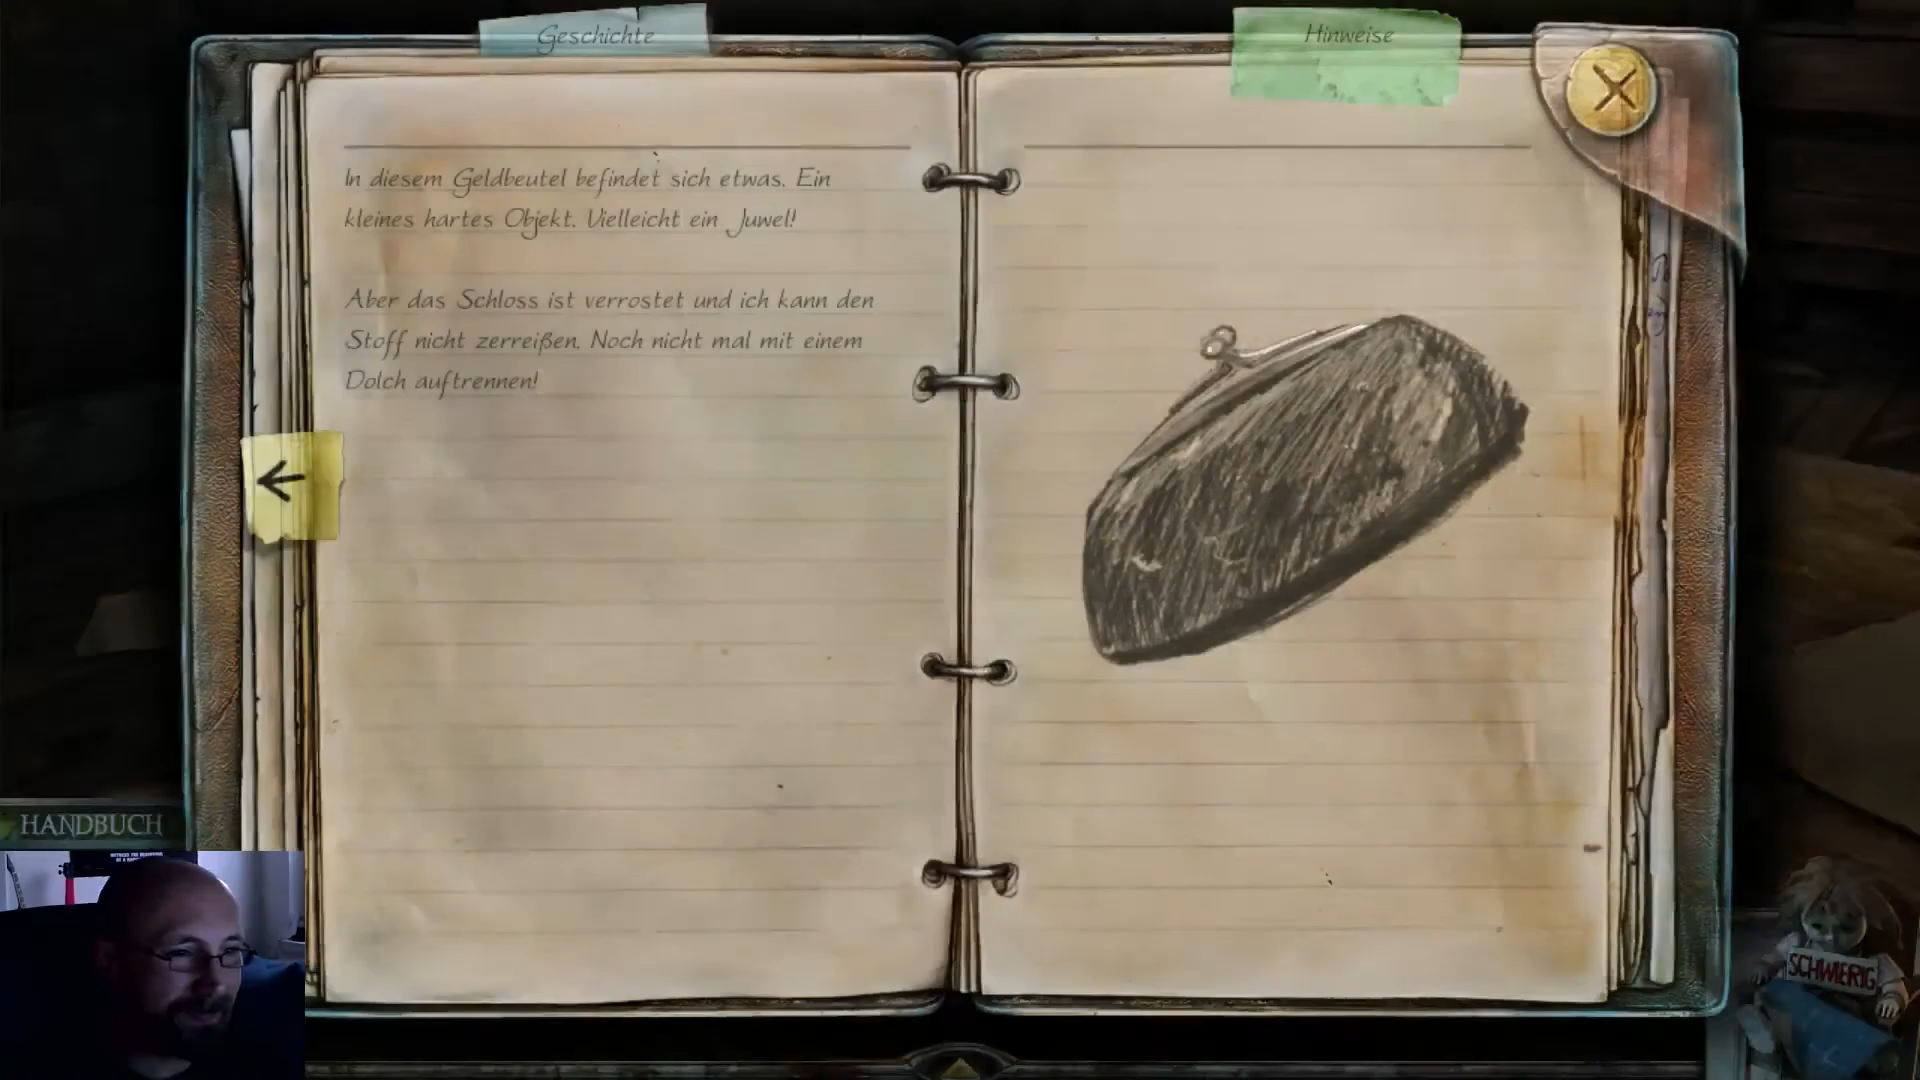 Geschichte
Hinweise
In diesem Geldbeutel befindet sich etwas. Ein
kleines hartes Objekt. Vielleicht ein Juwel!
Aber das Schloss ist verrostet und ich kann den
Stoff nicht zerreißen. Noch nicht mal mit einem
Dolch auftrennen!
HANDBUCH
SCHWIERIG